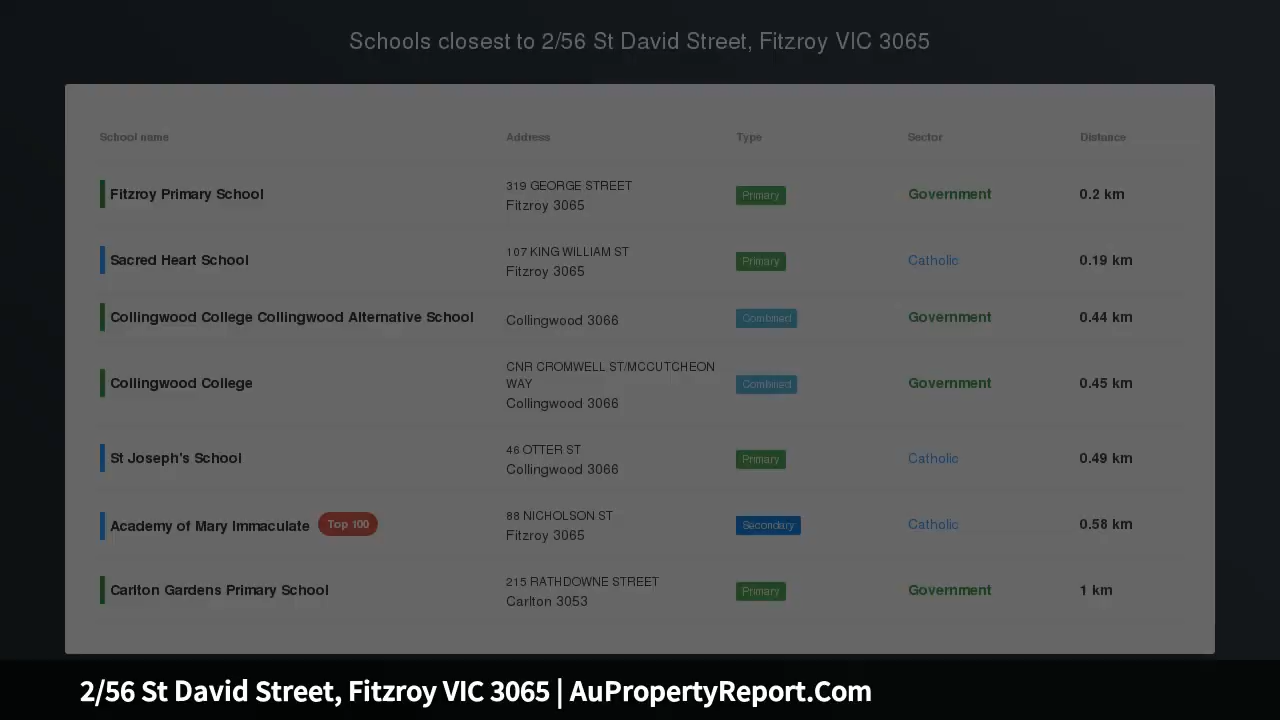 Schools closest to 2/56 St David Street, Fitzroy VIC 3065
School name Address Type Sector Distance
Fitzroy Primary School 319 GEORGE STREET Primary Government 0.2 km
Fitzroy 3065
Sacred Heart School 107 KING WILLIAM ST Primary Catholic 0.19 km
Fitzroy 3065
Collingwood College Collingwood Alternative School Collingwood 3066 Combined Government 0.44 km
CNR CROMWELL ST/MCCUTCHEON
Collingwood College WAY Combined Government 0.45 km
Collingwood 3066
St Joseph's School 46 OTTER ST Primary Catholic 0.49 km
Collingwood 3066
Academy of Mary Immaculate Top 100 88 NICHOLSON ST Secondary Catholic 0.58 km
Fitzroy 3065
Carlton Gardens Primary School 215 RATHDOWNE STREET Primary Government 1 km
Carlton 3053
2/56 St David Street, Fitzroy VIC 3065 | AuPropertyReport.Com